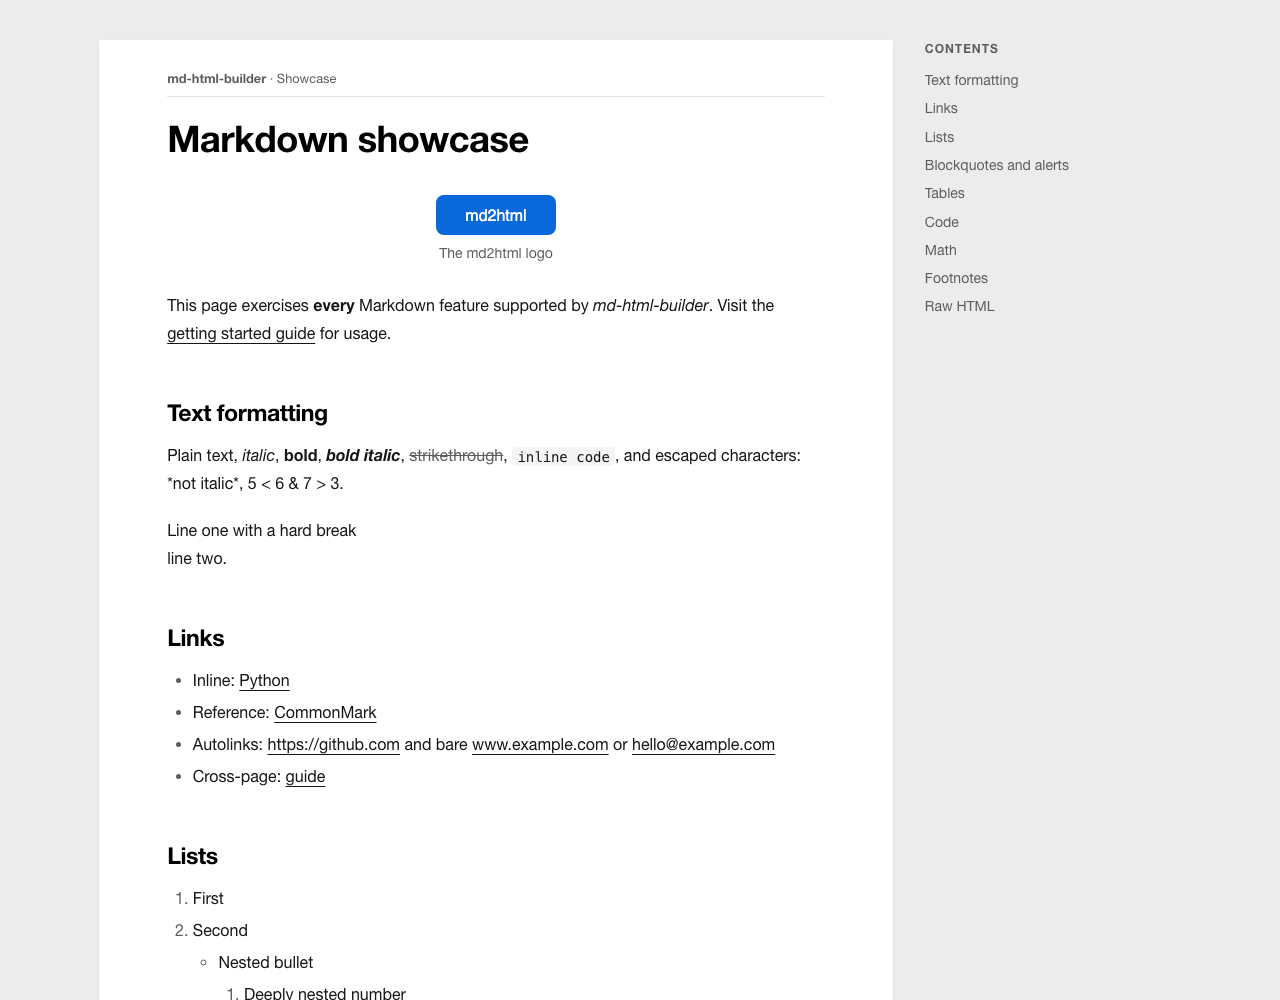 md-html-builder · Showcase
Markdown showcase
md2html
The md2html logo
This page exercises every Markdown feature supported by md-html-builder. Visit the
getting started guide for usage.
Text formatting
Plain text, italic, bold, bold italic, strikethrough, inline code, and escaped characters:
*not italic*, 5 < 6 & 7 > 3.
Line one with a hard break
line two.
Links
• Inline: Python
• Reference: CommonMark
• Autolinks: https://github.com and bare www.example.com or hello@example.com
• Cross-page: guide
Lists
1. First
2. Second
◦ Nested bullet
1. Deeply nested number
CONTENTS
Text formatting
Links
Lists
Blockquotes and alerts
Tables
Code
Math
Footnotes
Raw HTML